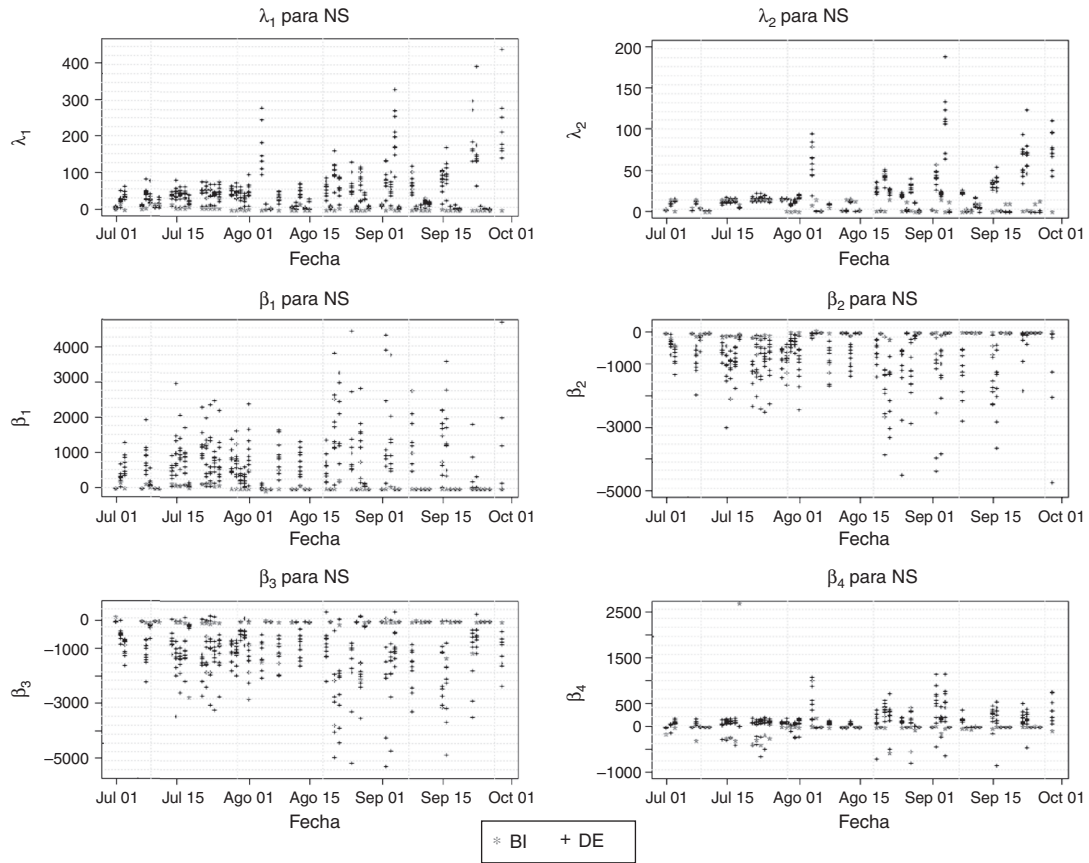 λ1 para NS
λ2 para NS
λ1
400
300
200
100
0
Jul 01 Jul 15 Ago 01 Ago 15 Sep 01 Sep 15 Oct 01
Fecha
λ2
200
150
100
50
0
Jul 01 Jul 15 Ago 01 Ago 15 Sep 01 Sep 15 Oct 01
Fecha
β1 para NS
β2 para NS
β1
4000
3000
2000
1000
0
Jul 01 Jul 15 Ago 01 Ago 15 Sep 01 Sep 15 Oct 01
Fecha
β2
0
−1000
−3000
−5000
Jul 01 Jul 15 Ago 01 Ago 15 Sep 01 Sep 15 Oct 01
Fecha
β3 para NS
β4 para NS
β3
0
−1000
−3000
−5000
Jul 01 Jul 15 Ago 01 Ago 15 Sep 01 Sep 15 Oct 01
Fecha
β4
2500
1500
500
0
−1000
Jul 01 Jul 15 Ago 01 Ago 15 Sep 01 Sep 15 Oct 01
Fecha
* BI + DE